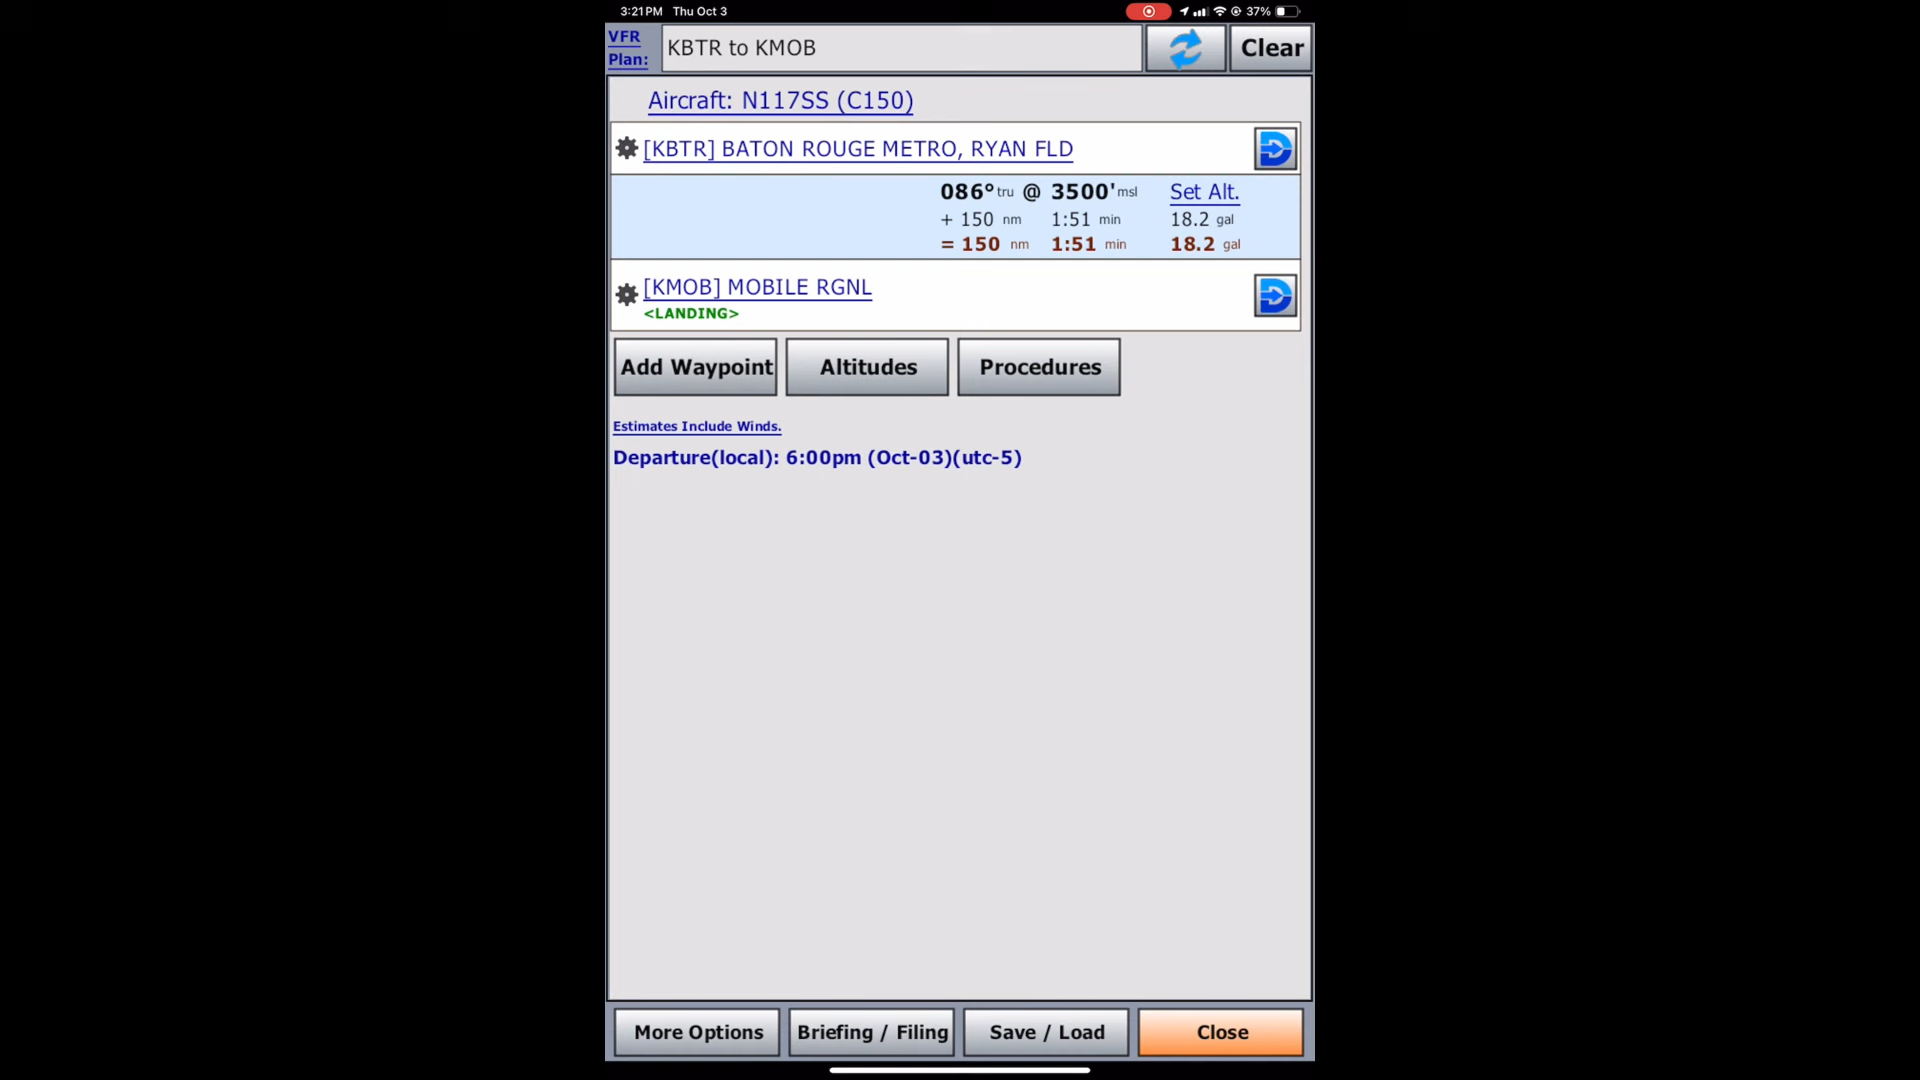 3:21PM Thu Oct 3 37%
VFR Plan: KBTR to KMOB Clear
Aircraft: N117SS (C150)
[KBTR] BATON ROUGE METRO, RYAN FLD
086° tru @ 3500' msl Set Alt.
+ 150 nm 1:51 min 18.2 gal
= 150 nm 1:51 min 18.2 gal
[KMOB] MOBILE RGNL
<LANDING>
Add Waypoint Altitudes Procedures
Estimates Include Winds.
Departure(local): 6:00pm (Oct-03)(utc-5)
More Options Briefing / Filing Save / Load Close